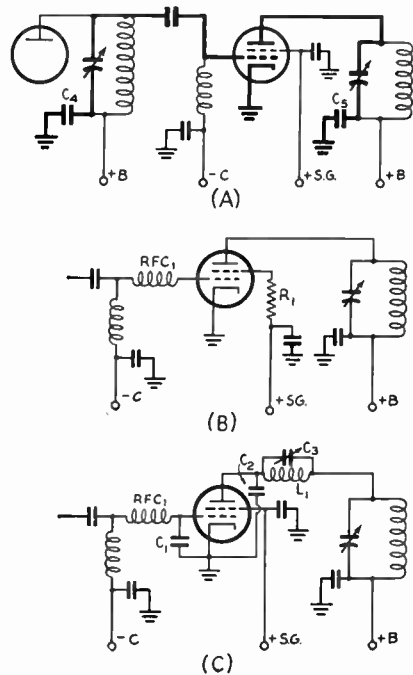 C4
C5
+B
-C
+S.G.
+B
(A)
RFC1
R1
-C
+S.G.
+B
(B)
C3
C2
L1
RFC1
C1
-C
+S.G.
+B
(C)